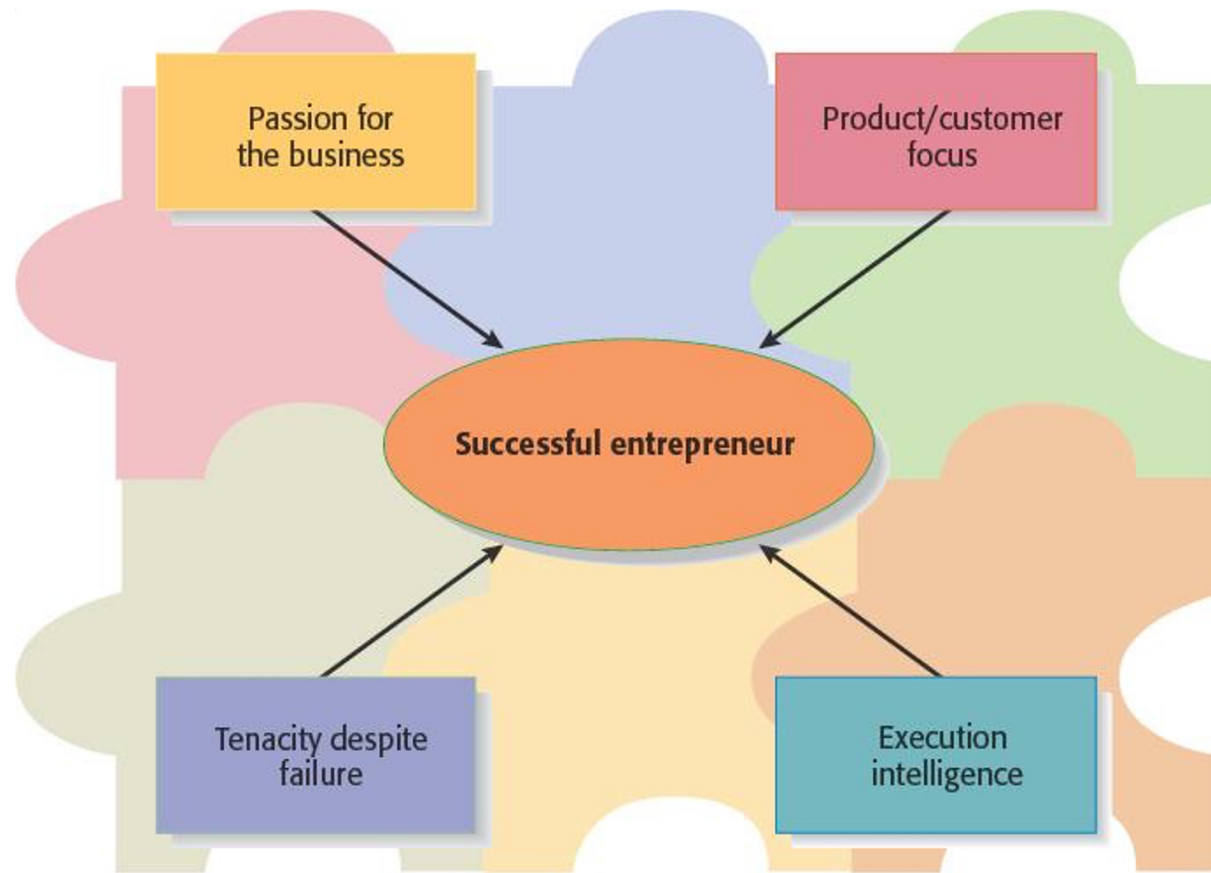 Passion for
the business
Product/customer
focus
Successful entrepreneur
Tenacity despite
failure
Execution
intelligence